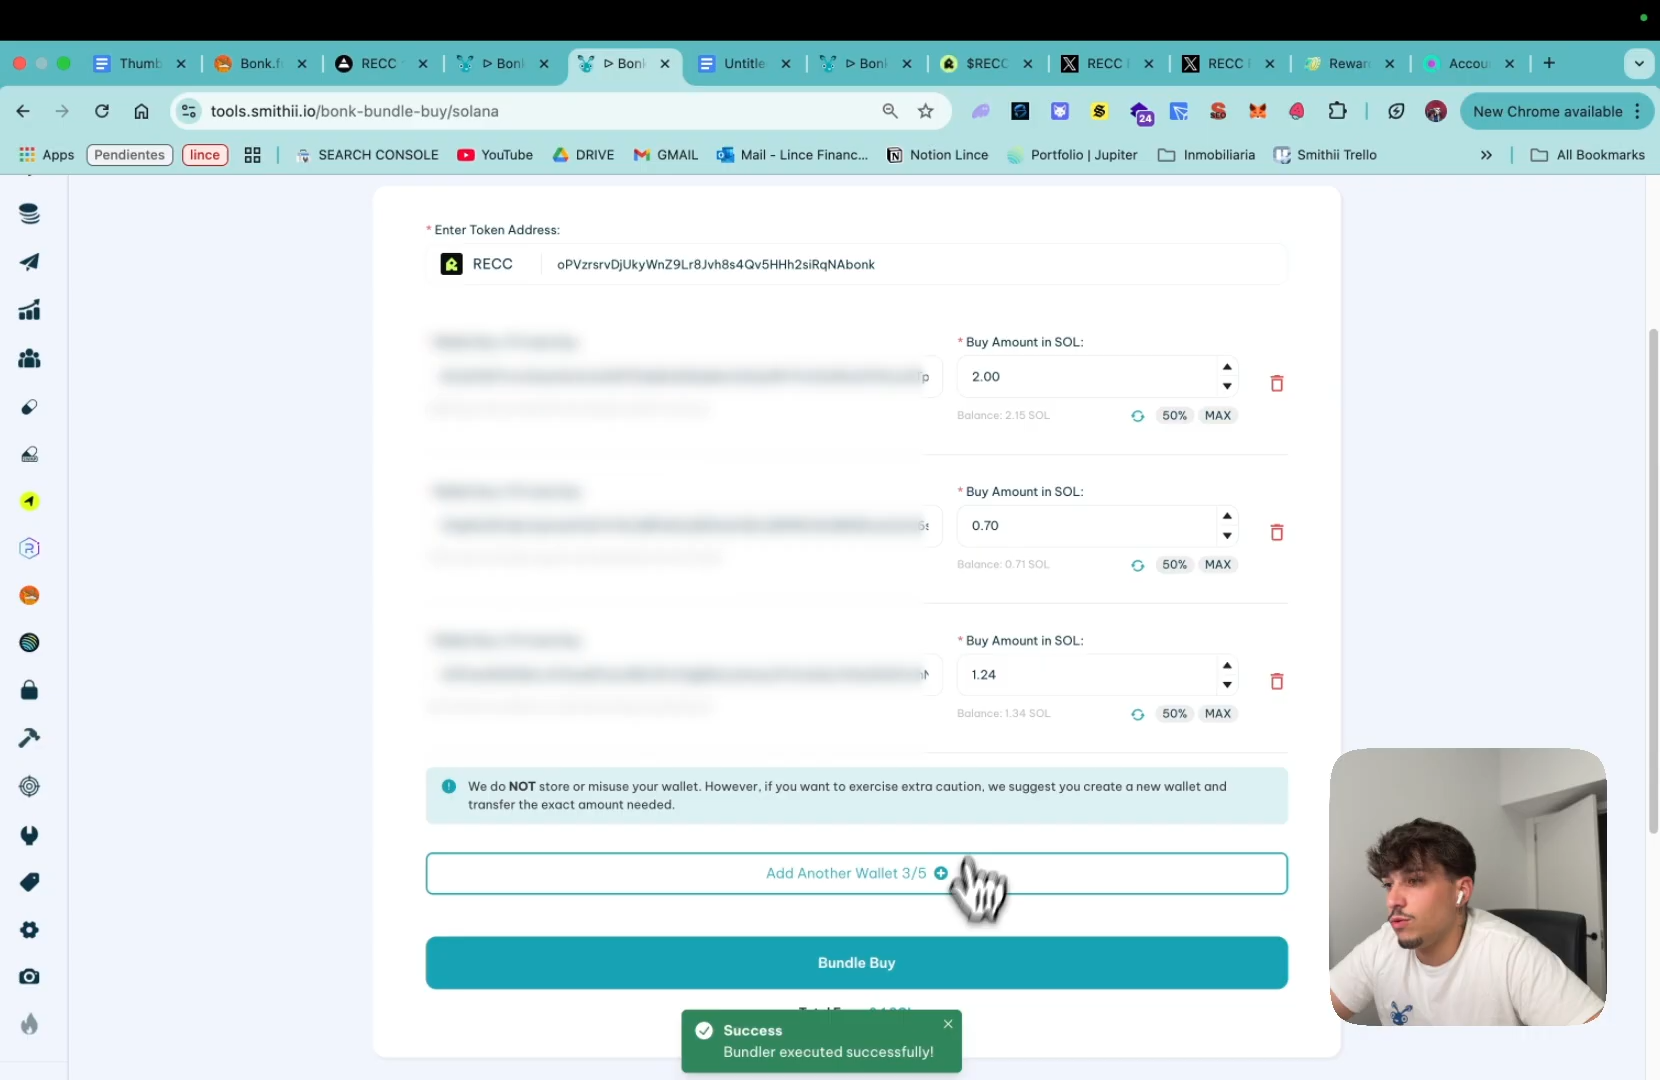 Thumb
Bonk.f
RECC
Bonk
Bonk
Untitle
Bonk
$RECC
RECC
RECC
Rewar
Accou
tools.smithii.io/bonk-bundle-buy/solana
24
New Chrome available
Apps
Pendientes
lince
SEARCH CONSOLE
YouTube
DRIVE
GMAIL
Mail - Lince Financ...
Notion Lince
Portfolio | Jupiter
Inmobiliaria
Smithii Trello
All Bookmarks
* Enter Token Address:
RECC
oPVzrsrvDjUkyWnZ9Lr8Jvh8s4Qv5HHh2siRqNAbonk
* Buy Amount in SOL:
2.00
Balance: 2.15 SOL
50%
MAX
* Buy Amount in SOL:
0.70
Balance: 0.71 SOL
50%
MAX
* Buy Amount in SOL:
1.24
Balance: 1.34 SOL
50%
MAX
We do NOT store or misuse your wallet. However, if you want to exercise extra caution, we suggest you create a new wallet and
transfer the exact amount needed.
Add Another Wallet 3/5
Bundle Buy
Success
Bundler executed successfully!